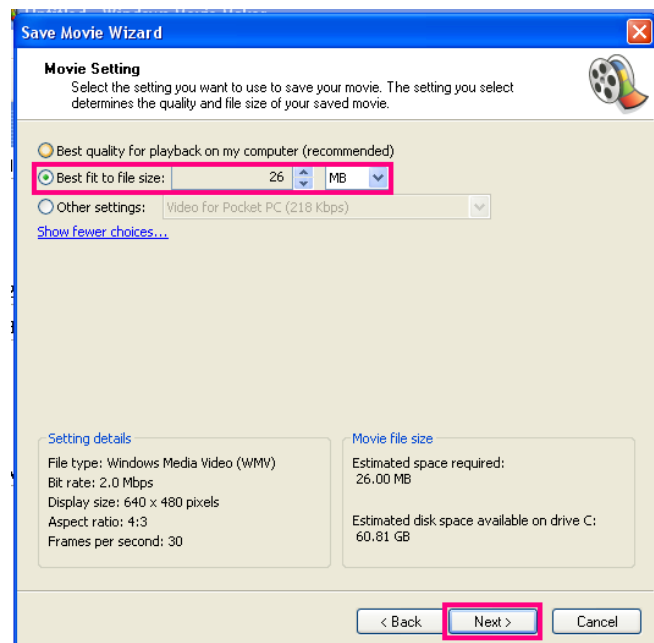 Save Movie Wizard
Movie Setting
Select the setting you want to use to save your movie. The setting you select
determines the quality and file size of your saved movie.
Best quality for playback on my computer (recommended)
Best fit to file size: 26 MB
Other settings: Video for Pocket PC (218 Kbps)
Show fewer choices...
Setting details
File type: Windows Media Video (WMV)
Bit rate: 2.0 Mbps
Display size: 640 x 480 pixels
Aspect ratio: 4:3
Frames per second: 30
Movie file size
Estimated space required:
26.00 MB
Estimated disk space available on drive C:
60.81 GB
< Back Next > Cancel